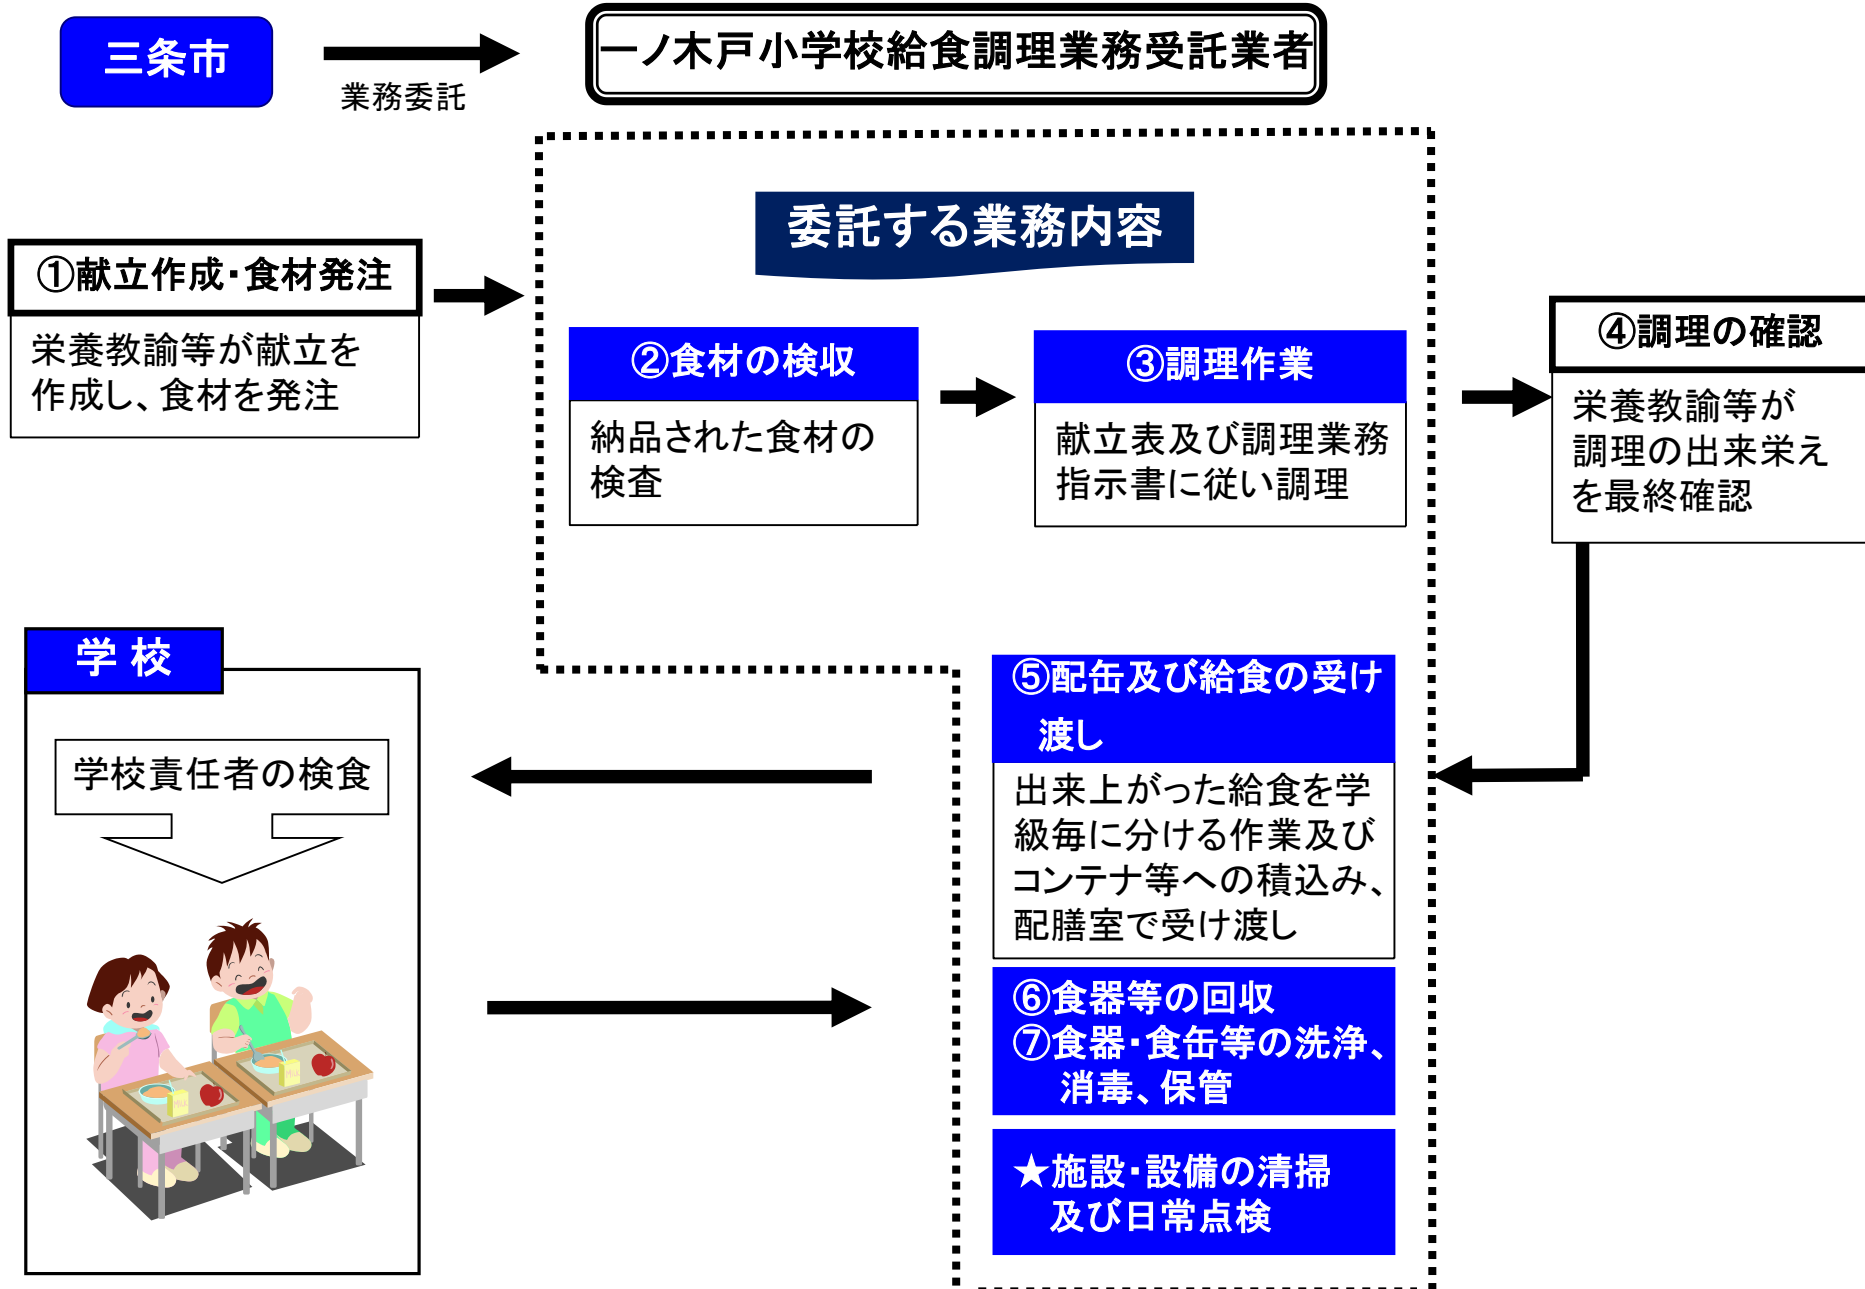 三条市
業務委託
一ノ木戸小学校給食調理業務受託業者
委託する業務内容
①献立作成・食材発注
栄養教諭等が献立を
作成し、食材を発注
②食材の検収
納品された食材の
検査
③調理作業
献立表及び調理業務
指示書に従い調理
④調理の確認
栄養教諭等が
調理の出来栄え
を最終確認
学校
学校責任者の検食
⑤配缶及び給食の受け
渡し
出来上がった給食を学
級毎に分ける作業及び
コンテナ等への積込み、
配膳室で受け渡し
⑥食器等の回収
⑦食器・食缶等の洗浄、
消毒、保管
★施設・設備の清掃
及び日常点検